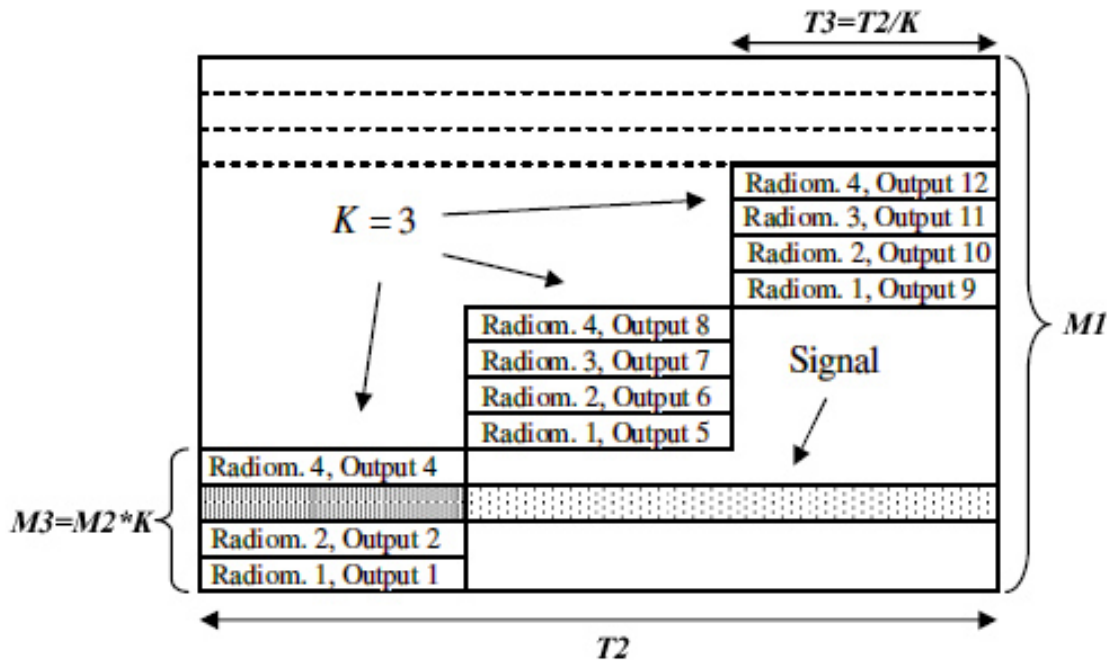 T3=T2/K
Radiom. 4, Output 12
Radiom. 3, Output 11
Radiom. 2, Output 10
Radiom. 1, Output 9
K = 3
Radiom. 4, Output 8
Radiom. 3, Output 7
Radiom. 2, Output 6
Radiom. 1, Output 5
Signal
M1
Radiom. 4, Output 4
Radiom. 2, Output 2
Radiom. 1, Output 1
M3=M2*K
T2